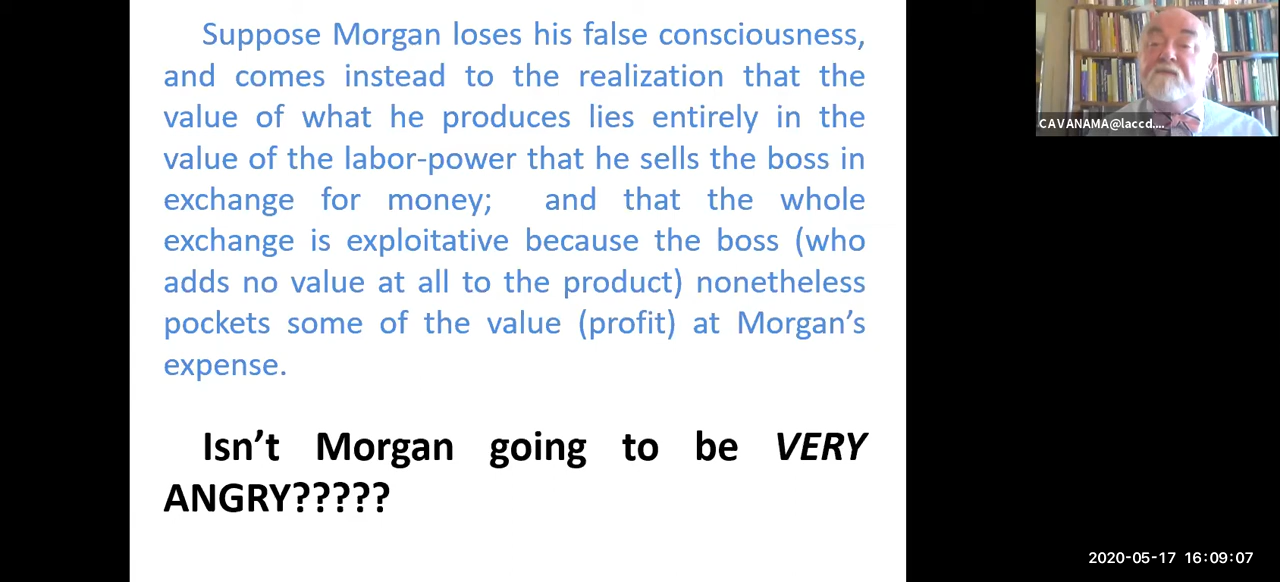 Suppose Morgan loses his false consciousness,
and comes instead to the realization that the
value of what he produces lies entirely in the
value of the labor-power that he sells the boss in
exchange for money; and that the whole
exchange is exploitative because the boss (who
adds no value at all to the product) nonetheless
pockets some of the value (profit) at Morgan’s
expense.
Isn’t Morgan going to be VERY
ANGRY?????
CAVANAMA@laccd....
2020-05-17 16:09:07